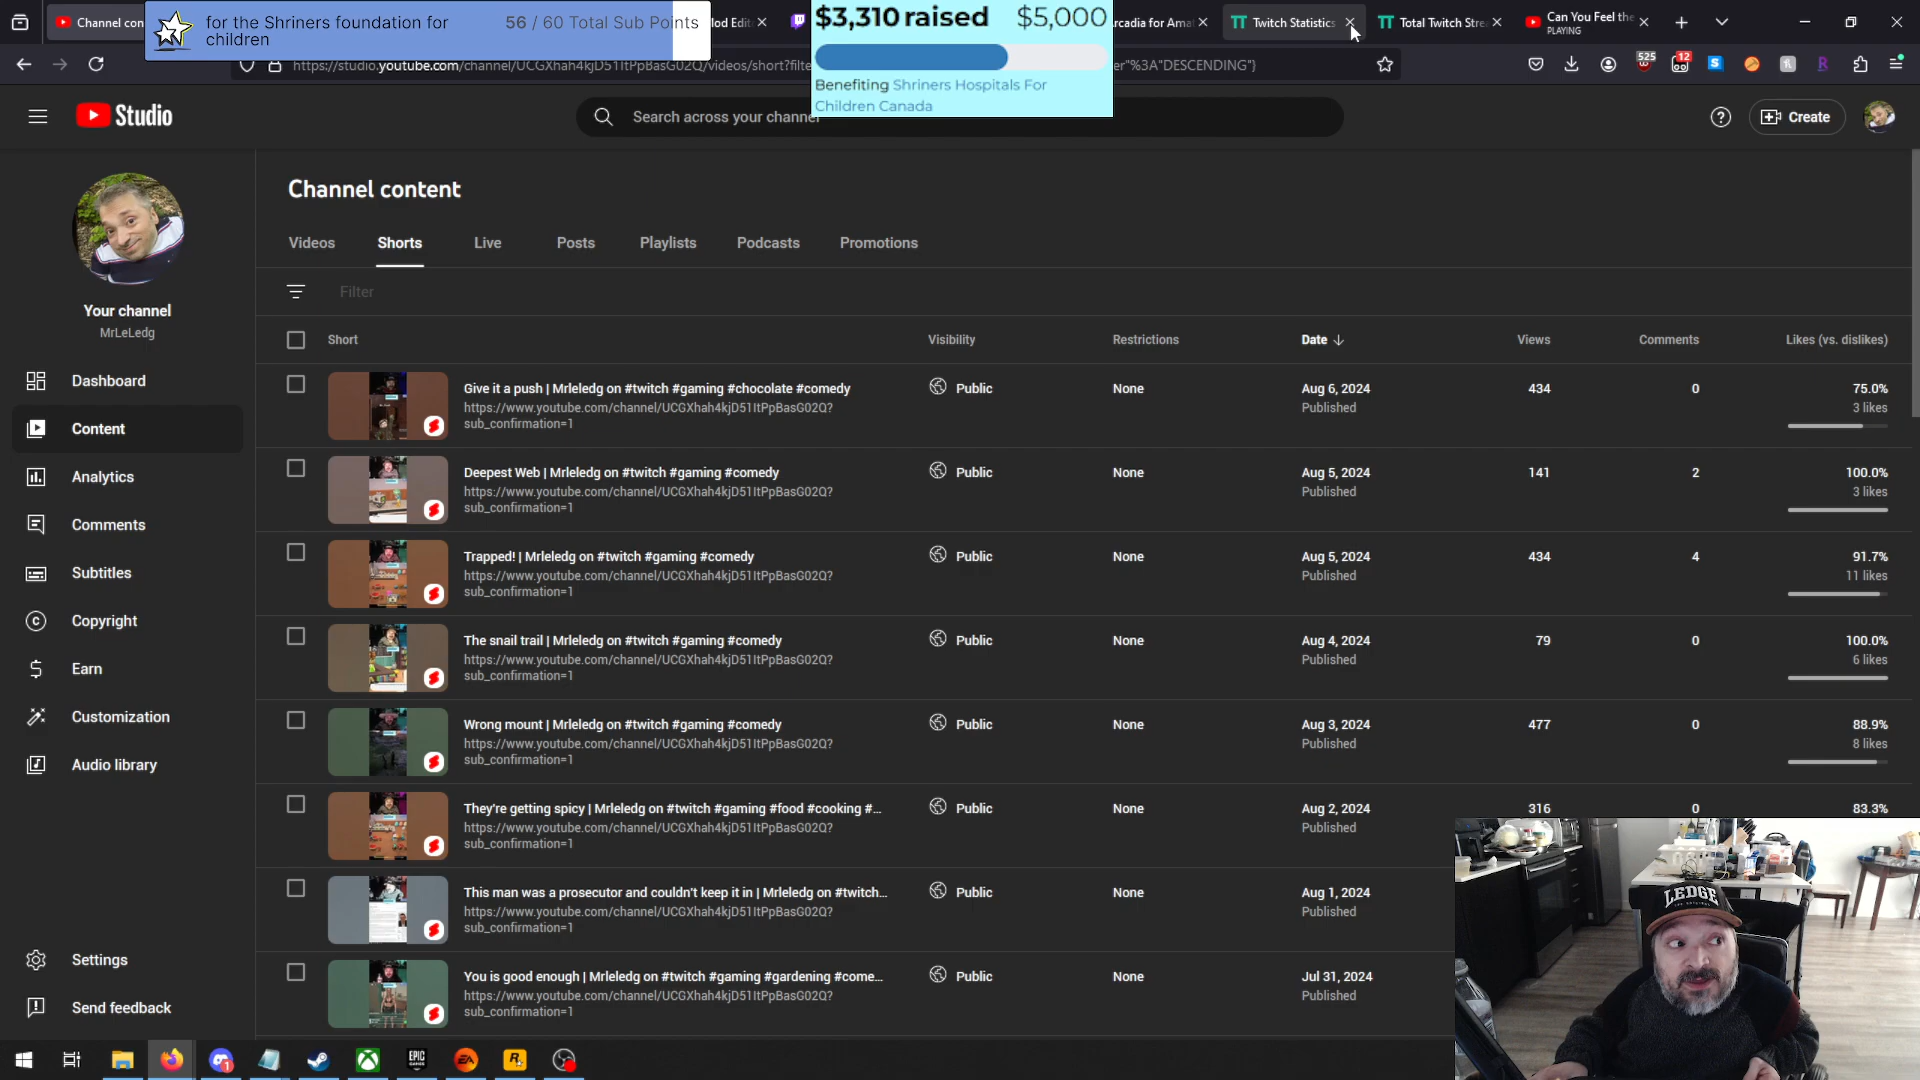 Channel con
for the Shriners foundation for
children
56 / 60 Total Sub Points
lod Edit
$3,310 raised $5,000
Benefiting Shriners Hospitals For
Children Canada
rcadia for Ama
Twitch Statistics
Total Twitch Stre
Can You Feel the
PLAYING
https://studio.youtube.com/channel/UCGXhah4kjD51ItPpBasG02Q/videos/short?filte
er"%3A"DESCENDING"}
525
12
Studio
Search across your channel
Create
Your channel
MrLeLedg
Dashboard
Content
Analytics
Comments
Subtitles
Copyright
Earn
Customization
Audio library
Settings
Send feedback
Channel content
Videos Shorts Live Posts Playlists Podcasts Promotions
Filter
Short Visibility Restrictions Date Views Comments Likes (vs. dislikes)
Give it a push | Mrleledg on #twitch #gaming #chocolate #comedy Public None Aug 6, 2024 434 0 75.0%
https://www.youtube.com/channel/UCGXhah4kjD51ItPpBasG02Q? Published 3 likes
sub_confirmation=1
Deepest Web | Mrleledg on #twitch #gaming #comedy Public None Aug 5, 2024 141 2 100.0%
https://www.youtube.com/channel/UCGXhah4kjD51ItPpBasG02Q? Published 3 likes
sub_confirmation=1
Trapped! | Mrleledg on #twitch #gaming #comedy Public None Aug 5, 2024 434 4 91.7%
https://www.youtube.com/channel/UCGXhah4kjD51ItPpBasG02Q? Published 11 likes
sub_confirmation=1
The snail trail | Mrleledg on #twitch #gaming #comedy Public None Aug 4, 2024 79 0 100.0%
https://www.youtube.com/channel/UCGXhah4kjD51ItPpBasG02Q? Published 6 likes
sub_confirmation=1
Wrong mount | Mrleledg on #twitch #gaming #comedy Public None Aug 3, 2024 477 0 88.9%
https://www.youtube.com/channel/UCGXhah4kjD51ItPpBasG02Q? Published 8 likes
sub_confirmation=1
They're getting spicy | Mrleledg on #twitch #gaming #food #cooking #... Public None Aug 2, 2024 316 0 83.3%
https://www.youtube.com/channel/UCGXhah4kjD51ItPpBasG02Q? Published
sub_confirmation=1
This man was a prosecutor and couldn't keep it in | Mrleledg on #twitch... Public None Aug 1, 2024
https://www.youtube.com/channel/UCGXhah4kjD51ItPpBasG02Q? Published
sub_confirmation=1
You is good enough | Mrleledg on #twitch #gaming #gardening #come... Public None Jul 31, 2024
https://www.youtube.com/channel/UCGXhah4kjD51ItPpBasG02Q? Published
sub_confirmation=1
LEDGE
EPIC
EA